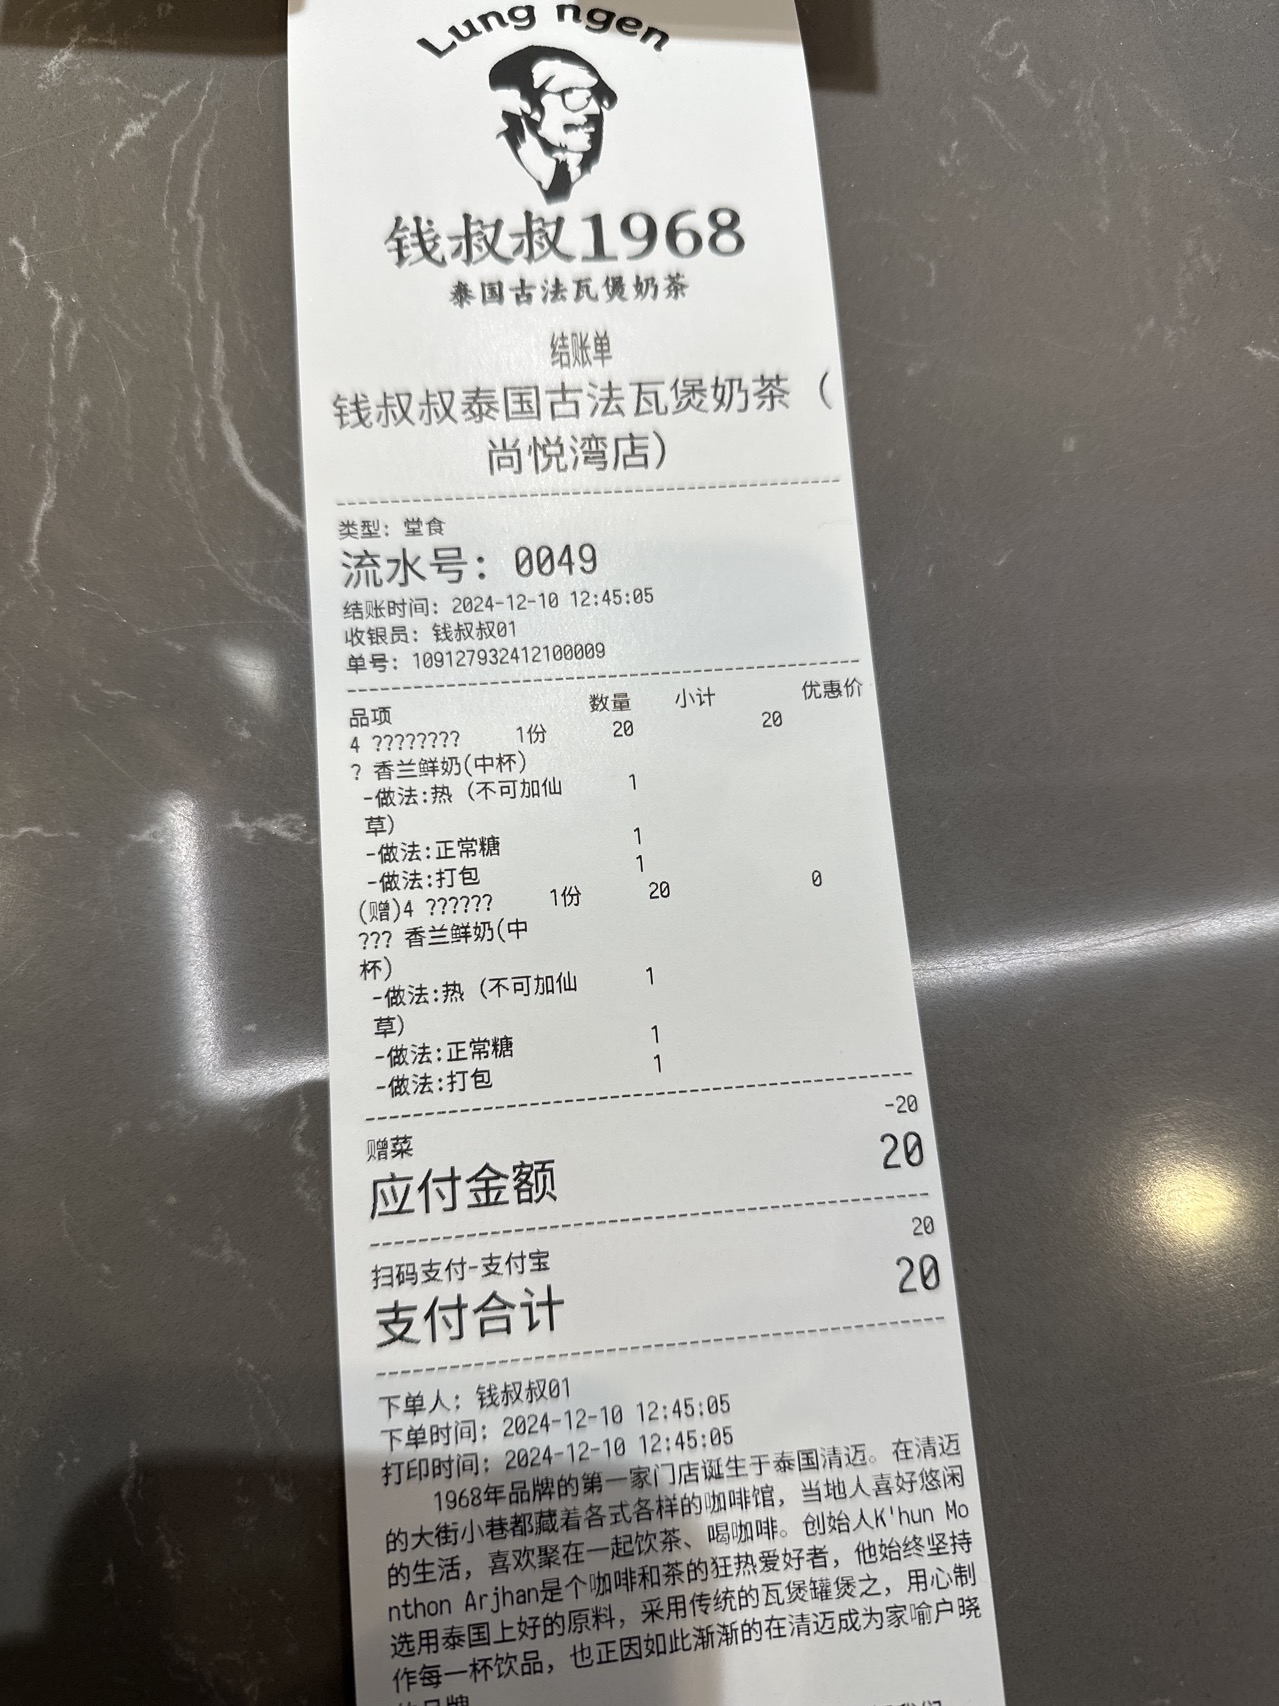 Lung ngen
钱叔叔1968
泰国古法瓦煲奶茶
结账单
钱叔叔泰国古法瓦煲奶茶（
尚悦湾店）
类型: 堂食
流水号: 0049
结账时间: 2024-12-10 12:45:05
收银员: 钱叔叔01
单号: 109127932412100009
品项 数量 小计 优惠价
4 ???????? 1份 20 20
? 香兰鲜奶(中杯)
-做法:热（不可加仙 1
草）
-做法:正常糖 1
-做法:打包 1
(赠)4 ?????? 1份 20 0
??? 香兰鲜奶(中
杯)
-做法:热（不可加仙 1
草）
-做法:正常糖 1
-做法:打包 1
赠菜 -20
应付金额 20
扫码支付-支付宝 20
支付合计 20
下单人: 钱叔叔01
下单时间: 2024-12-10 12:45:05
打印时间: 2024-12-10 12:45:05
1968年品牌的第一家门店诞生于泰国清迈。在清迈
的大街小巷都藏着各式各样的咖啡馆，当地人喜好悠闲
的生活，喜欢聚在一起饮茶、喝咖啡。创始人K'hun Mo
nthon Arjhan是个咖啡和茶的狂热爱好者，他始终坚持
选用泰国上好的原料，采用传统的瓦煲罐煲之，用心制
作每一杯饮品，也正因如此渐渐的在清迈成为家喻户晓
的品牌